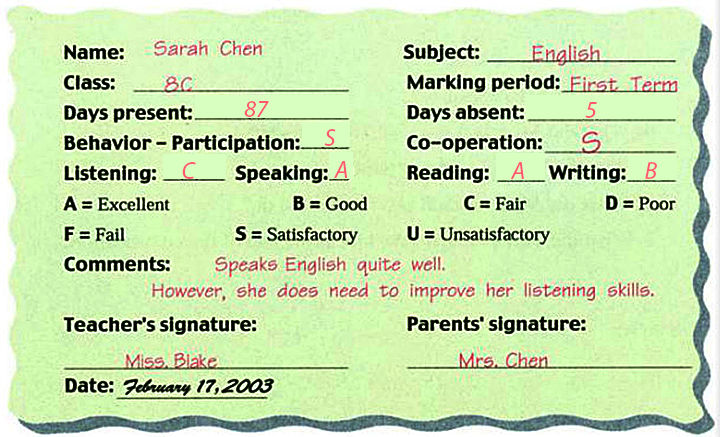 Name: Sarah Chen Subject: English
Class: 8C Marking period: First Term
Days present: 87 Days absent: 5
Behavior – Participation: S Co-operation: S
Listening: C Speaking: A Reading: A Writing: B
A = Excellent B = Good C = Fair D = Poor
F = Fail S = Satisfactory U = Unsatisfactory
Comments: Speaks English quite well.
However, she does need to improve her listening skills.
Teacher's signature: Parents' signature:
Miss. Blake Mrs. Chen
Date: February 17, 2003